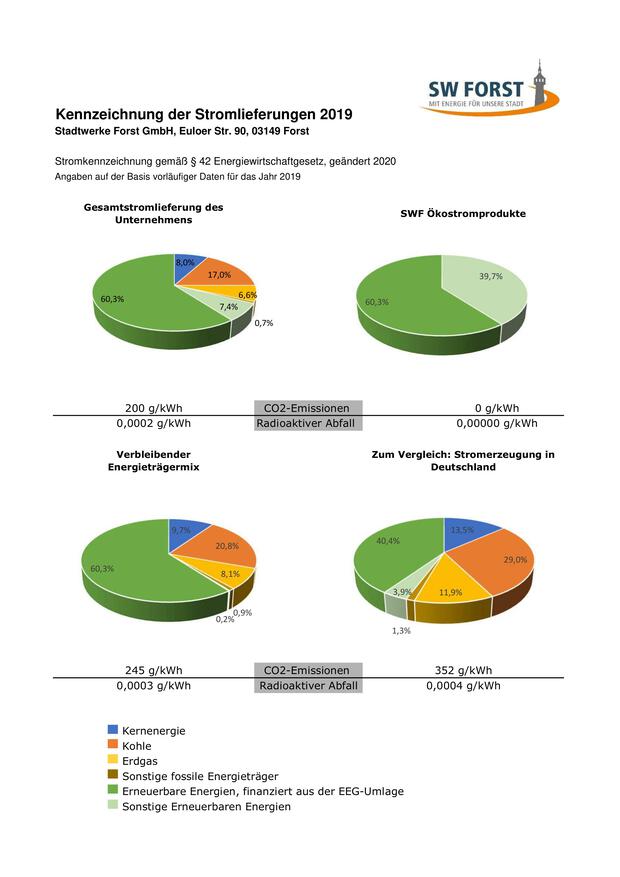 SW FORST
MIT ENERGIE FÜR UNSERE STADT
Kennzeichnung der Stromlieferungen 2019
Stadtwerke Forst GmbH, Euloer Str. 90, 03149 Forst
Stromkennzeichnung gemäß § 42 Energiewirtschaftgesetz, geändert 2020
Angaben auf der Basis vorläufiger Daten für das Jahr 2019
Gesamtstromlieferung des
Unternehmens
8,0%
17,0%
6,6%
60,3%
7,4%
0,7%
SWF Ökostromprodukte
39,7%
60,3%
200 g/kWh CO2-Emissionen 0 g/kWh
0,0002 g/kWh Radioaktiver Abfall 0,00000 g/kWh
Verbleibender
Energieträgermix
9,7%
20,8%
60,3%
8,1%
0,9%
0,2%
Zum Vergleich: Stromerzeugung in
Deutschland
13,5%
40,4%
29,0%
3,9%
11,9%
1,3%
245 g/kWh CO2-Emissionen 352 g/kWh
0,0003 g/kWh Radioaktiver Abfall 0,0004 g/kWh
Kernenergie
Kohle
Erdgas
Sonstige fossile Energieträger
Erneuerbare Energien, finanziert aus der EEG-Umlage
Sonstige Erneuerbaren Energien